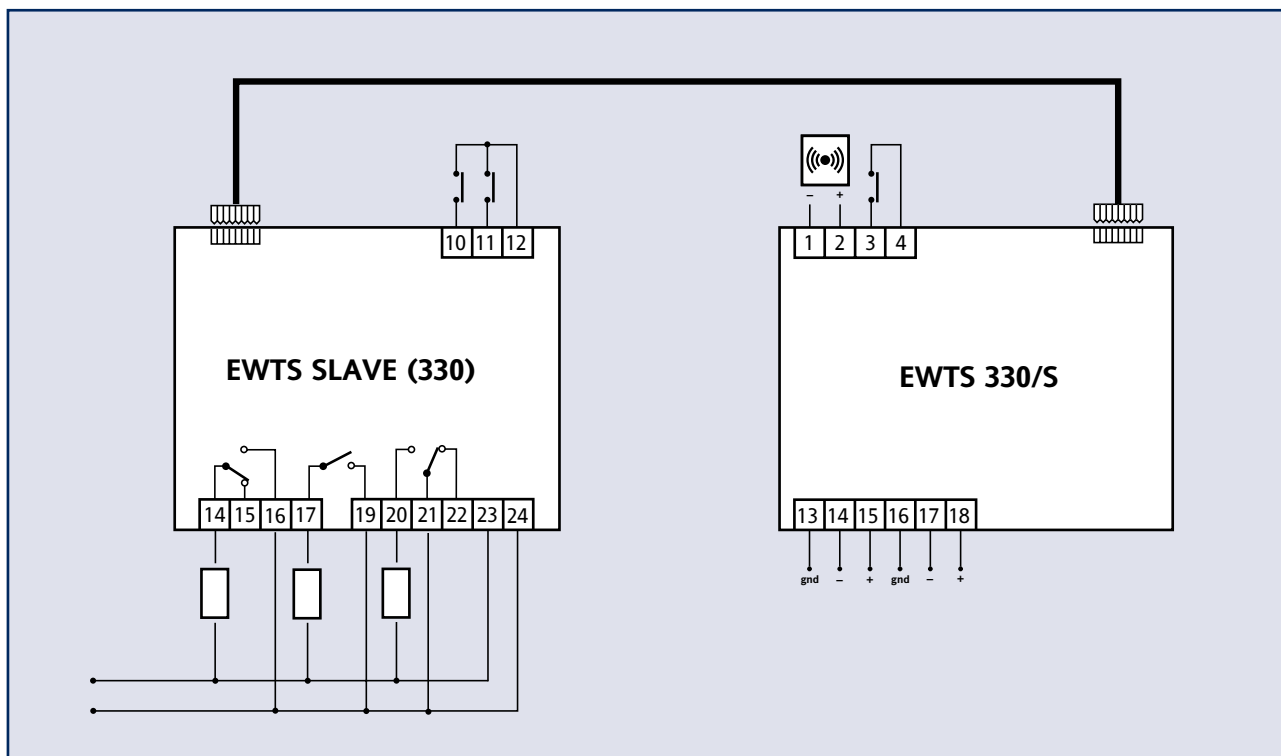 – +
10 11 12
1 2 3 4
EWTS SLAVE (330)
EWTS 330/S
14 15 16 17 19 20 21 22 23 24
13 14 15 16 17 18
gnd – + gnd – +